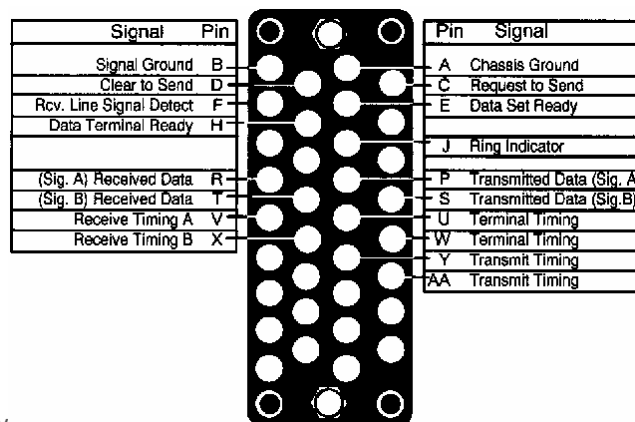 Signal Pin
Signal Ground B
Clear to Send D
Rcv. Line Signal Detect F
Data Terminal Ready H
(Sig. A) Received Data R
(Sig. B) Received Data T
Receive Timing A V
Receive Timing B X
Pin Signal
A Chassis Ground
C Request to Send
E Data Set Ready
J Ring Indicator
P Transmitted Data (Sig. A
S Transmitted Data (Sig.B)
U Terminal Timing
W Terminal Timing
Y Transmit Timing
AA Transmit Timing